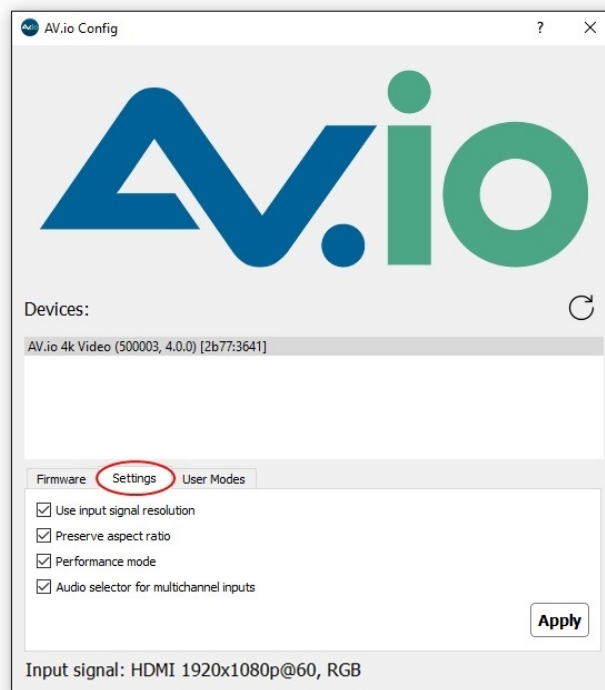 AV.io Config
AV.io
Devices:
AV.io 4k Video (500003, 4.0.0) [2b77:3641]
Firmware Settings User Modes
Use input signal resolution
Preserve aspect ratio
Performance mode
Audio selector for multichannel inputs
Apply
Input signal: HDMI 1920x1080p@60, RGB